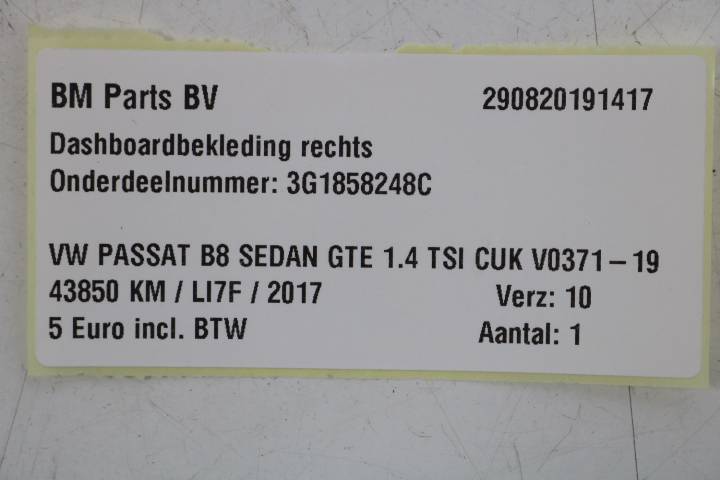 BM Parts BV 290820191417
Dashboardbekleding rechts
Onderdeelnummer: 3G1858248C
VW PASSAT B8 SEDAN GTE 1.4 TSI CUK V0371-19
43850 KM / LI7F / 2017 Verz: 10
5 Euro incl. BTW Aantal: 1